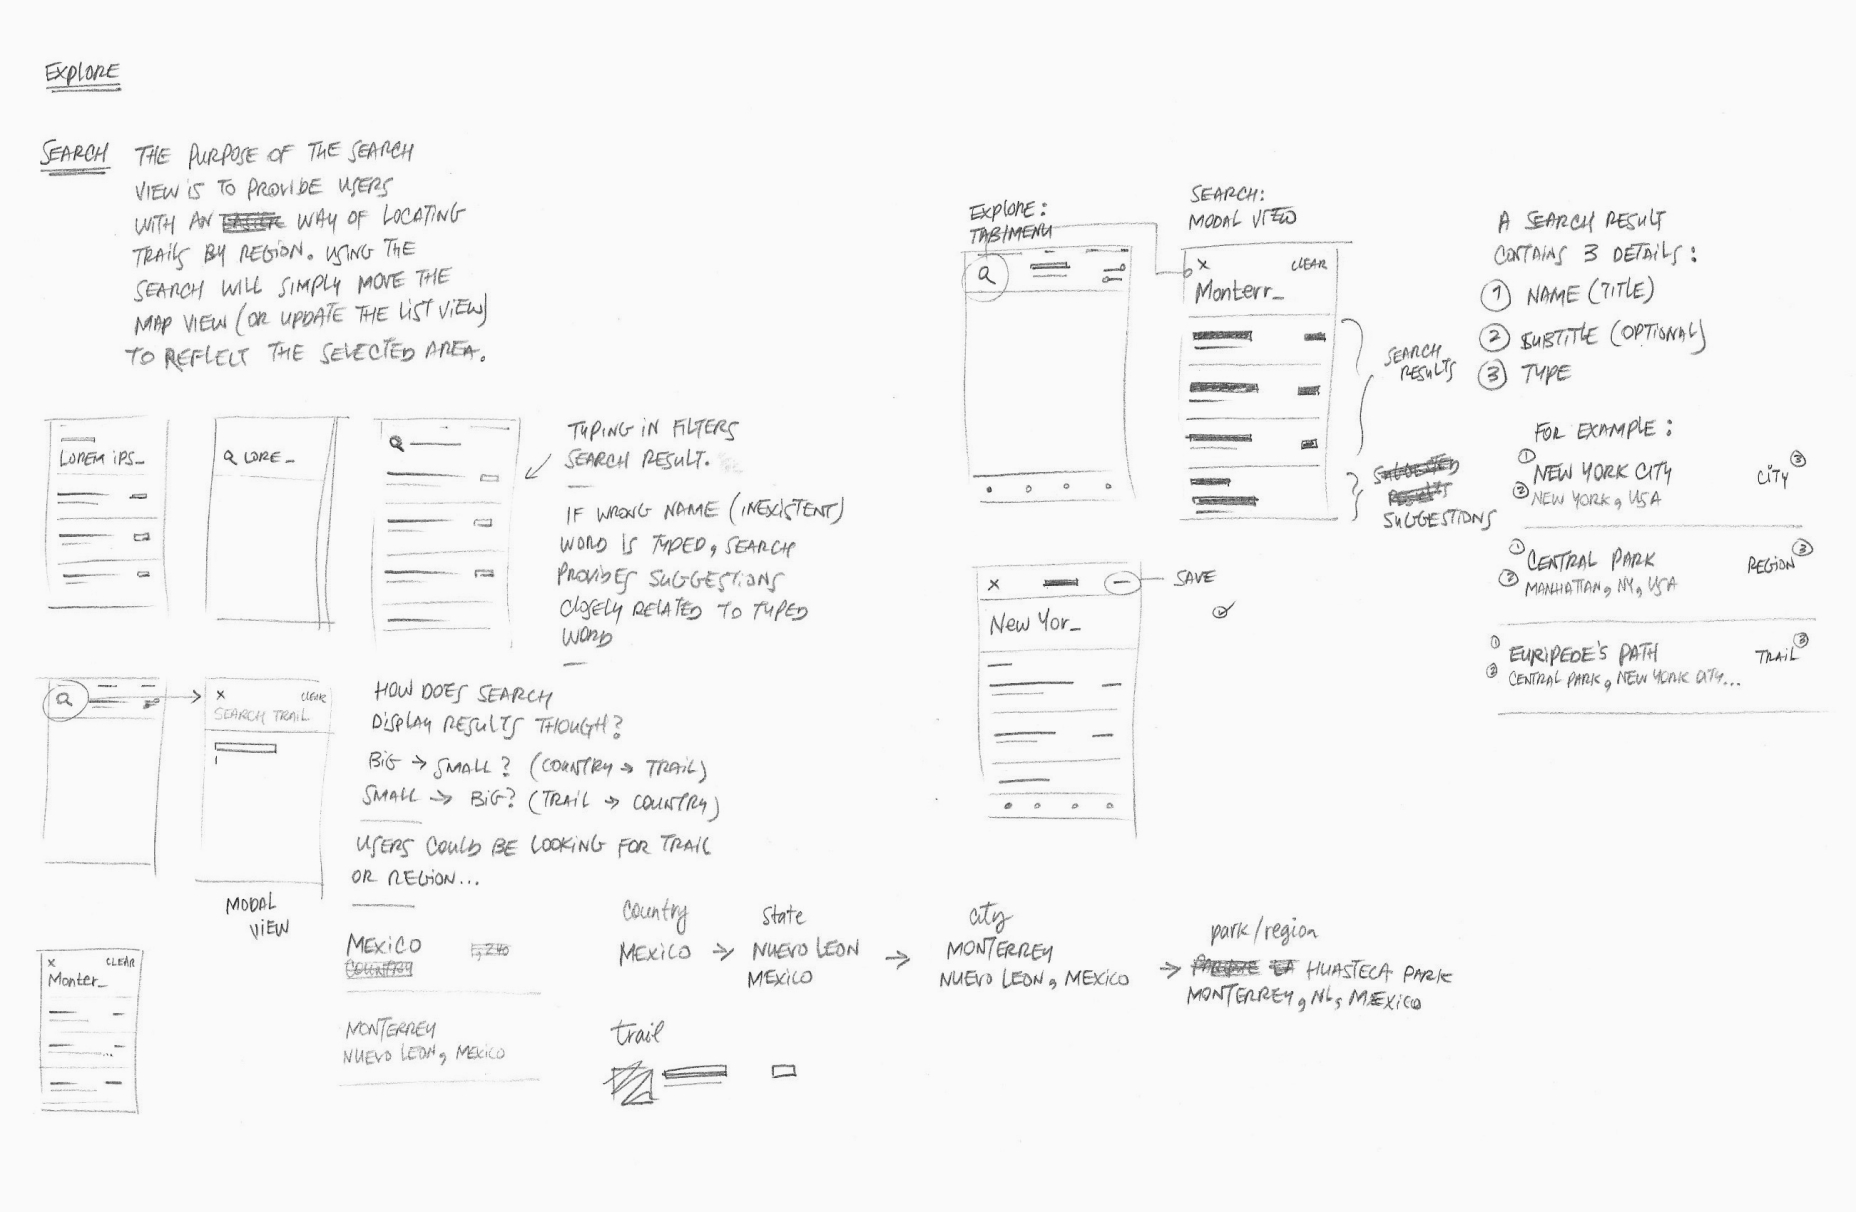 EXPLORE
SEARCH
THE PURPOSE OF THE SEARCH
VIEW IS TO PROVIDE USERS
WITH AN EASIER WAY OF LOCATING
TRAILS BY REGION. USING THE
SEARCH WILL SIMPLY MOVE THE
MAP VIEW (OR UPDATE THE LIST VIEW)
TO REFLECT THE SELECTED AREA.
LOREM IPS_
LORE_
TYPING IN FILTERS
SEARCH RESULT.
IF WRONG NAME (INEXISTENT)
WORD IS TYPED, SEARCH
PROVIDES SUGGESTIONS
CLOSELY RELATED TO TYPED
WORD
X
CLEAR
SEARCH TRAIL
MODAL
VIEW
HOW DOES SEARCH
DISPLAY RESULTS THOUGH?
BIG → SMALL? (COUNTRY → TRAIL)
SMALL → BIG? (TRAIL → COUNTRY)
USERS COULD BE LOOKING FOR TRAIL
OR REGION...
X
CLEAR
Monter_
MEXICO
COUNTRY
MONTERREY
NUEVO LEON, MEXICO
Country
MEXICO →
State
NUEVO LEON
MEXICO
→
city
MONTERREY
NUEVO LEON, MEXICO
park/region
→ PARQUE LA HUASTECA PARK
MONTERREY, NL, MEXICO
trail
EXPLORE:
TAB/MENU
SEARCH:
MODAL VIEW
X
CLEAR
Monterr_
SEARCH
RESULTS
SUGGESTED
RESULTS
SUGGESTIONS
X
SAVE
New Yor_
A SEARCH RESULT
CONTAINS 3 DETAILS:
1 NAME (TITLE)
2 SUBTITLE (OPTIONAL)
3 TYPE
FOR EXAMPLE:
1 NEW YORK CITY
CITY 3
2 NEW YORK, USA
1 CENTRAL PARK
REGION 3
2 MANHATTAN, NY, USA
1 EURIPEDE'S PATH
TRAIL 3
2 CENTRAL PARK, NEW YORK CITY...